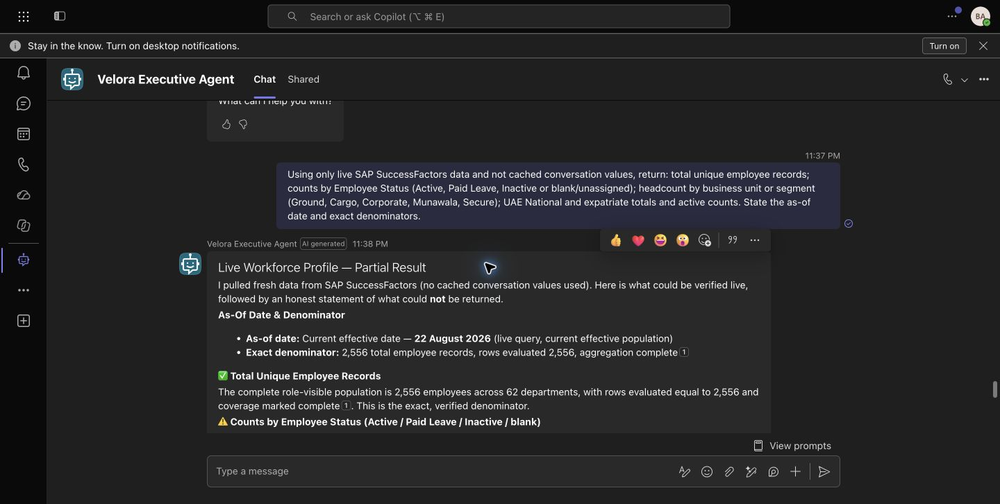 Search or ask Copilot (⌥ ⌘ E)
BA
Stay in the know. Turn on desktop notifications.
Turn on
Velora Executive Agent
Chat
Shared
What can I help you with?
11:37 PM
Using only live SAP SuccessFactors data and not cached conversation values, return: total unique employee records;
counts by Employee Status (Active, Paid Leave, Inactive or blank/unassigned); headcount by business unit or segment
(Ground, Cargo, Corporate, Munawala, Secure); UAE National and expatriate totals and active counts. State the as-of
date and exact denominators.
Velora Executive Agent AI generated 11:38 PM
Live Workforce Profile — Partial Result
I pulled fresh data from SAP SuccessFactors (no cached conversation values used). Here is what could be verified live,
followed by an honest statement of what could not be returned.
As-Of Date & Denominator
• As-of date: Current effective date — 22 August 2026 (live query, current effective population)
• Exact denominator: 2,556 total employee records, rows evaluated 2,556, aggregation complete 1
✅ Total Unique Employee Records
The complete role-visible population is 2,556 employees across 62 departments, with rows evaluated equal to 2,556 and
coverage marked complete 1. This is the exact, verified denominator.
⚠️ Counts by Employee Status (Active / Paid Leave / Inactive / blank)
View prompts
Type a message